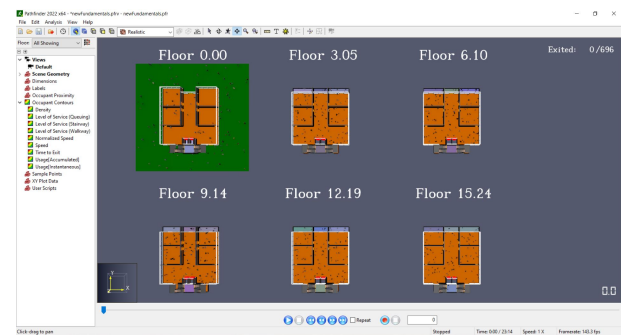 Pathfinder 2022 x64 - *newFundamentals.pfrv - newFundamentals.pfr
File Edit Analysis View Help
Realistic
Floor: All Showing
Views
Default
Scene Geometry
Dimensions
Labels
Occupant Proximity
Occupant Contours
Density
Level of Service (Queuing)
Level of Service (Stairway)
Level of Service (Walkway)
Normalized Speed
Speed
Time to Exit
Usage[Accumulated]
Usage[Instantaneous]
Sample Points
XY Plot Data
User Scripts
Floor 0.00 Floor 3.05 Floor 6.10 Exited: 0/696
Floor 9.14 Floor 12.19 Floor 15.24
Y
X
0.0
Repeat 0
Click-drag to pan Stopped Time: 0:00 / 23:14 Speed: 1 X Framerate: 143.3 fps